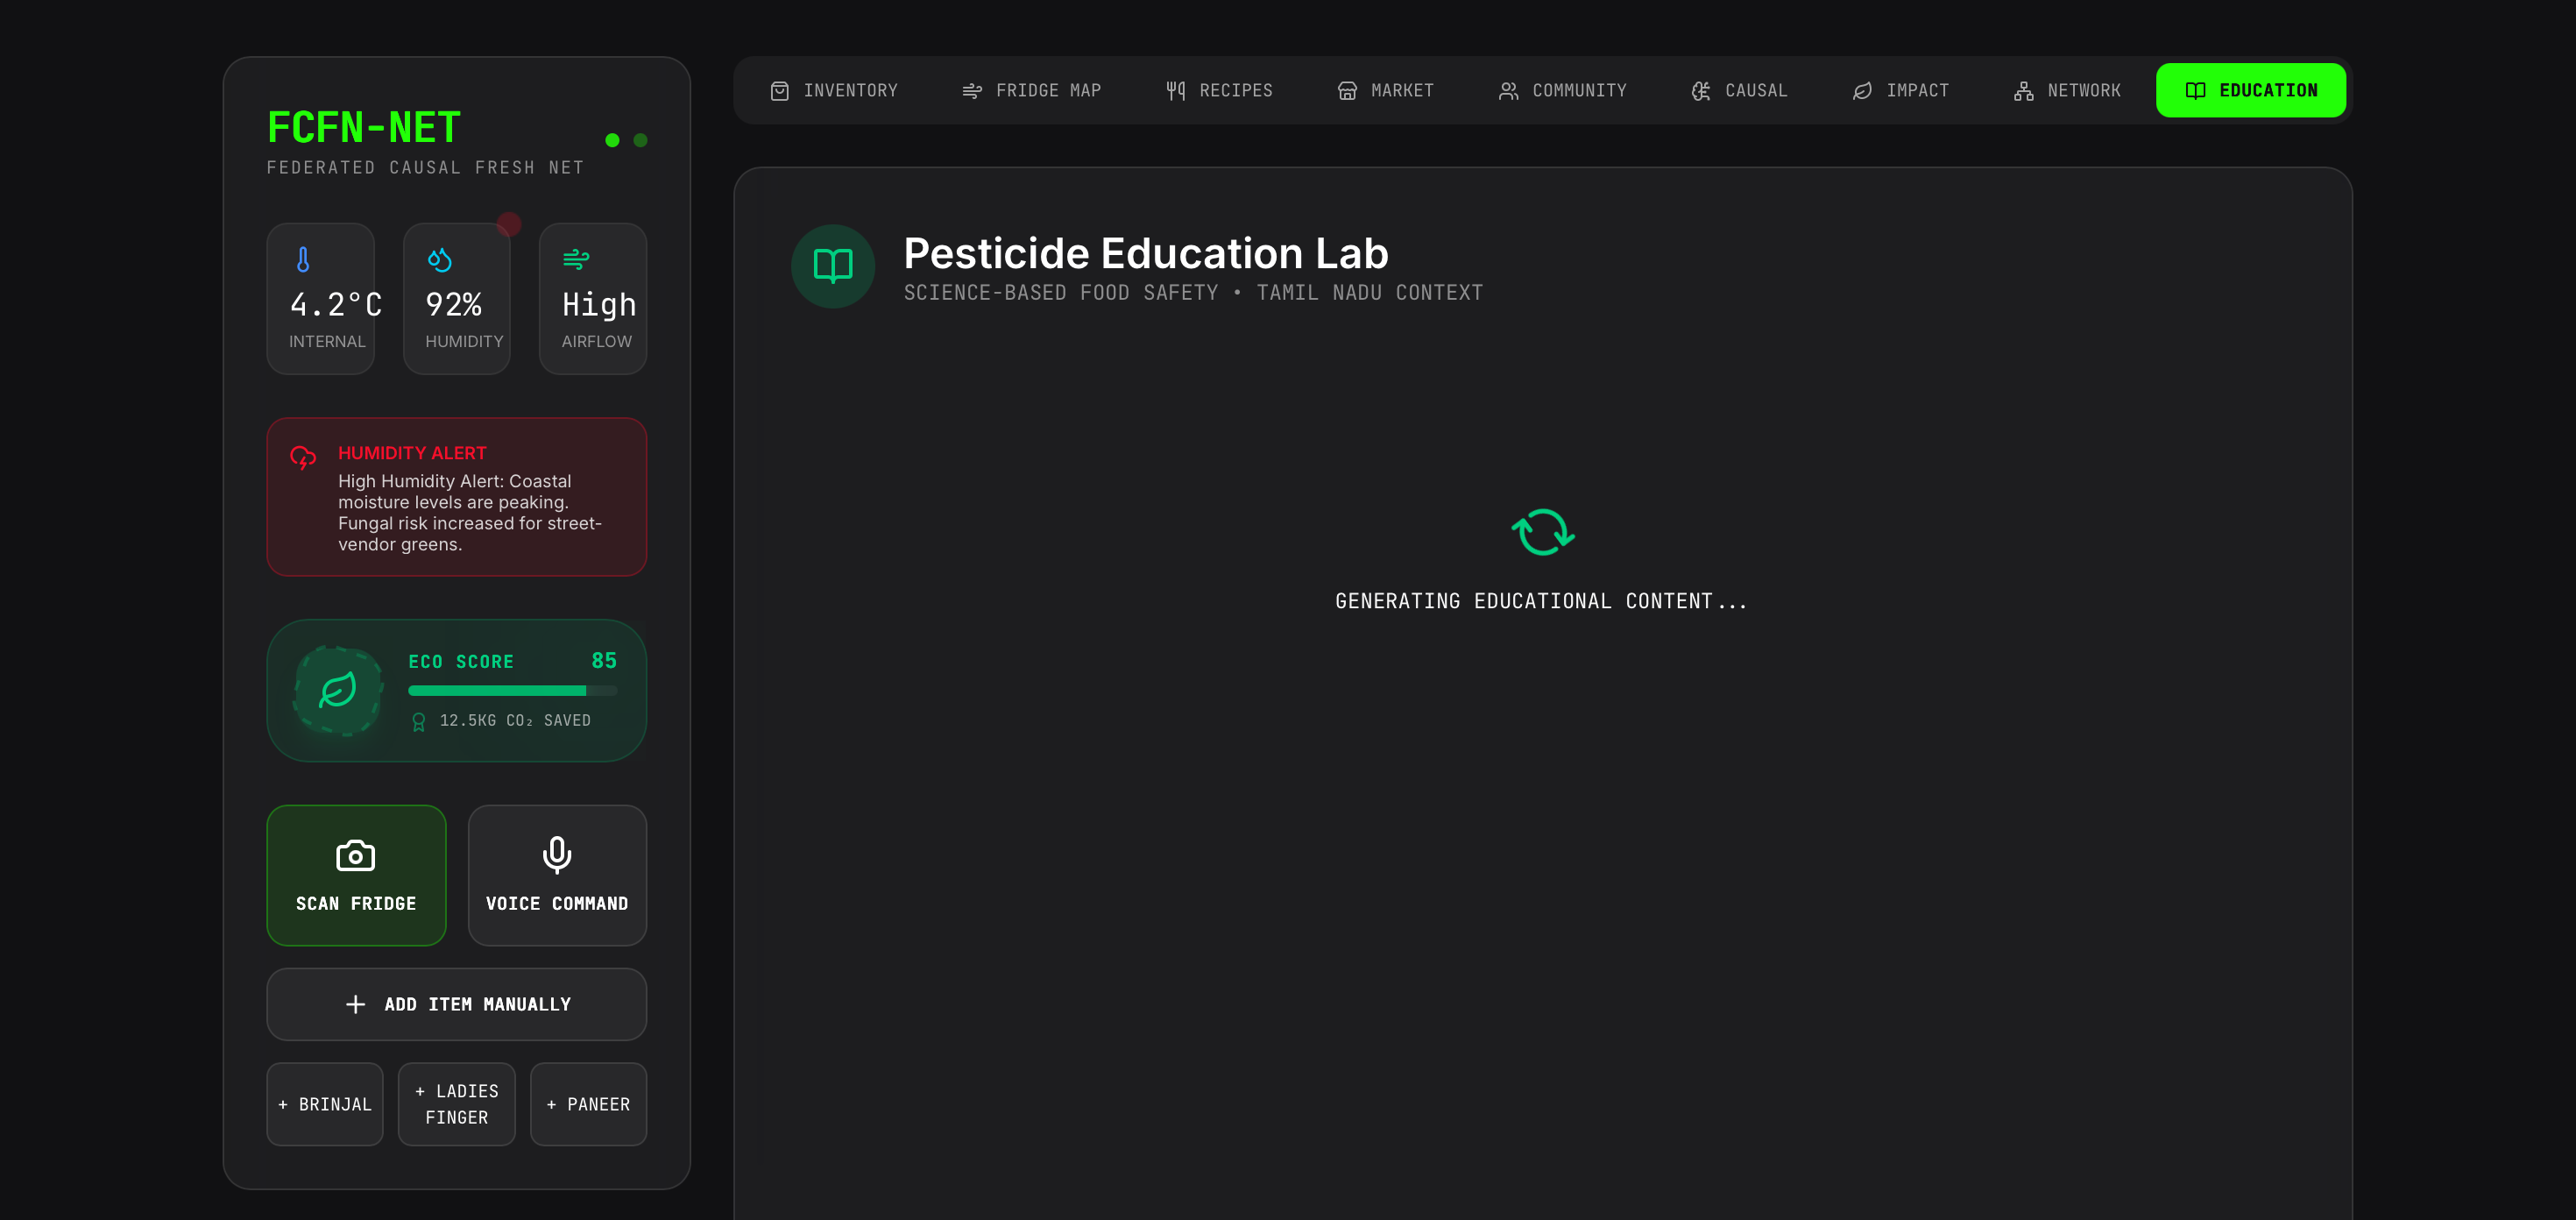 FCFN-NET
FEDERATED CAUSAL FRESH NET
4.2°C
INTERNAL
92%
HUMIDITY
High
AIRFLOW
HUMIDITY ALERT
High Humidity Alert: Coastal
moisture levels are peaking.
Fungal risk increased for street-
vendor greens.
ECO SCORE 85
12.5KG CO₂ SAVED
SCAN FRIDGE
VOICE COMMAND
+ ADD ITEM MANUALLY
+ BRINJAL
+ LADIES
FINGER
+ PANEER
INVENTORY
FRIDGE MAP
RECIPES
MARKET
COMMUNITY
CAUSAL
IMPACT
NETWORK
EDUCATION
Pesticide Education Lab
SCIENCE-BASED FOOD SAFETY • TAMIL NADU CONTEXT
GENERATING EDUCATIONAL CONTENT...